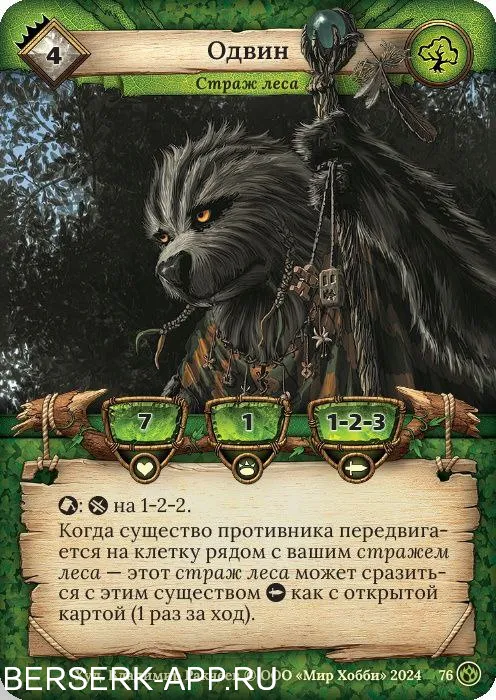 4
Одвин
Страж леса
7
1
1-2-3
: на 1-2-2.
Когда существо противника передвига-
ется на клетку рядом с вашим стражем
леса — этот страж леса может сразить-
ся с этим существом как с открытой
картой (1 раз за ход).
ООО «Мир Хобби» 2024 76
BERSERK-APP.RU